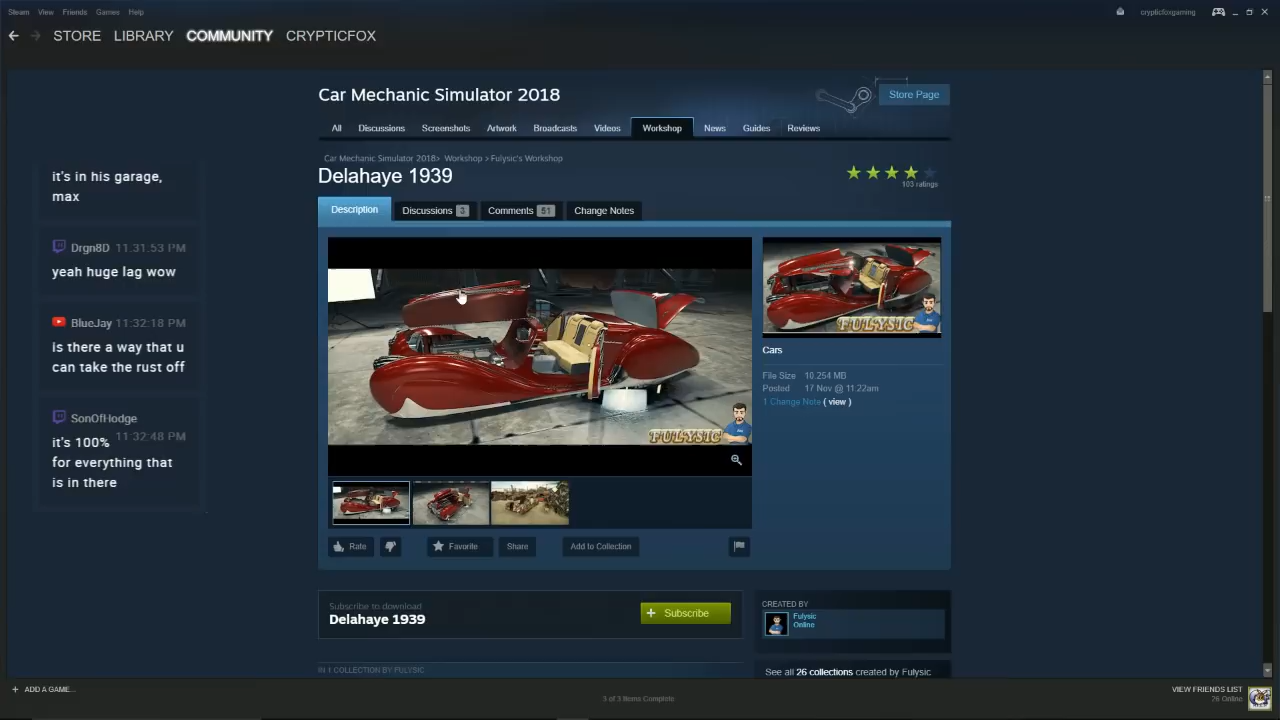 Steam View Friends Games Help
crypticfoxgaming
STORE LIBRARY COMMUNITY CRYPTICFOX
Car Mechanic Simulator 2018
Store Page
All Discussions Screenshots Artwork Broadcasts Videos Workshop News Guides Reviews
Car Mechanic Simulator 2018> Workshop > Fulysic's Workshop
Delahaye 1939
103 ratings
Description Discussions 3 Comments 51 Change Notes
it's in his garage,
max
Drgn8D 11:31:53 PM
yeah huge lag wow
BlueJay 11:32:18 PM
is there a way that u
can take the rust off
SonOfHodge
11:32:48 PM
it's 100%
for everything that
is in there
FULYSIC
FULYSIC
Cars
File Size 10.254 MB
Posted 17 Nov @ 11:22am
1 Change Note ( view )
Rate Favorite Share Add to Collection
Subscribe to download
Delahaye 1939
+ Subscribe
CREATED BY
Fulysic
Online
IN 1 COLLECTION BY FULYSIC
See all 26 collections created by Fulysic
+ ADD A GAME...
3 of 3 Items Complete
VIEW FRIENDS LIST
26 Online